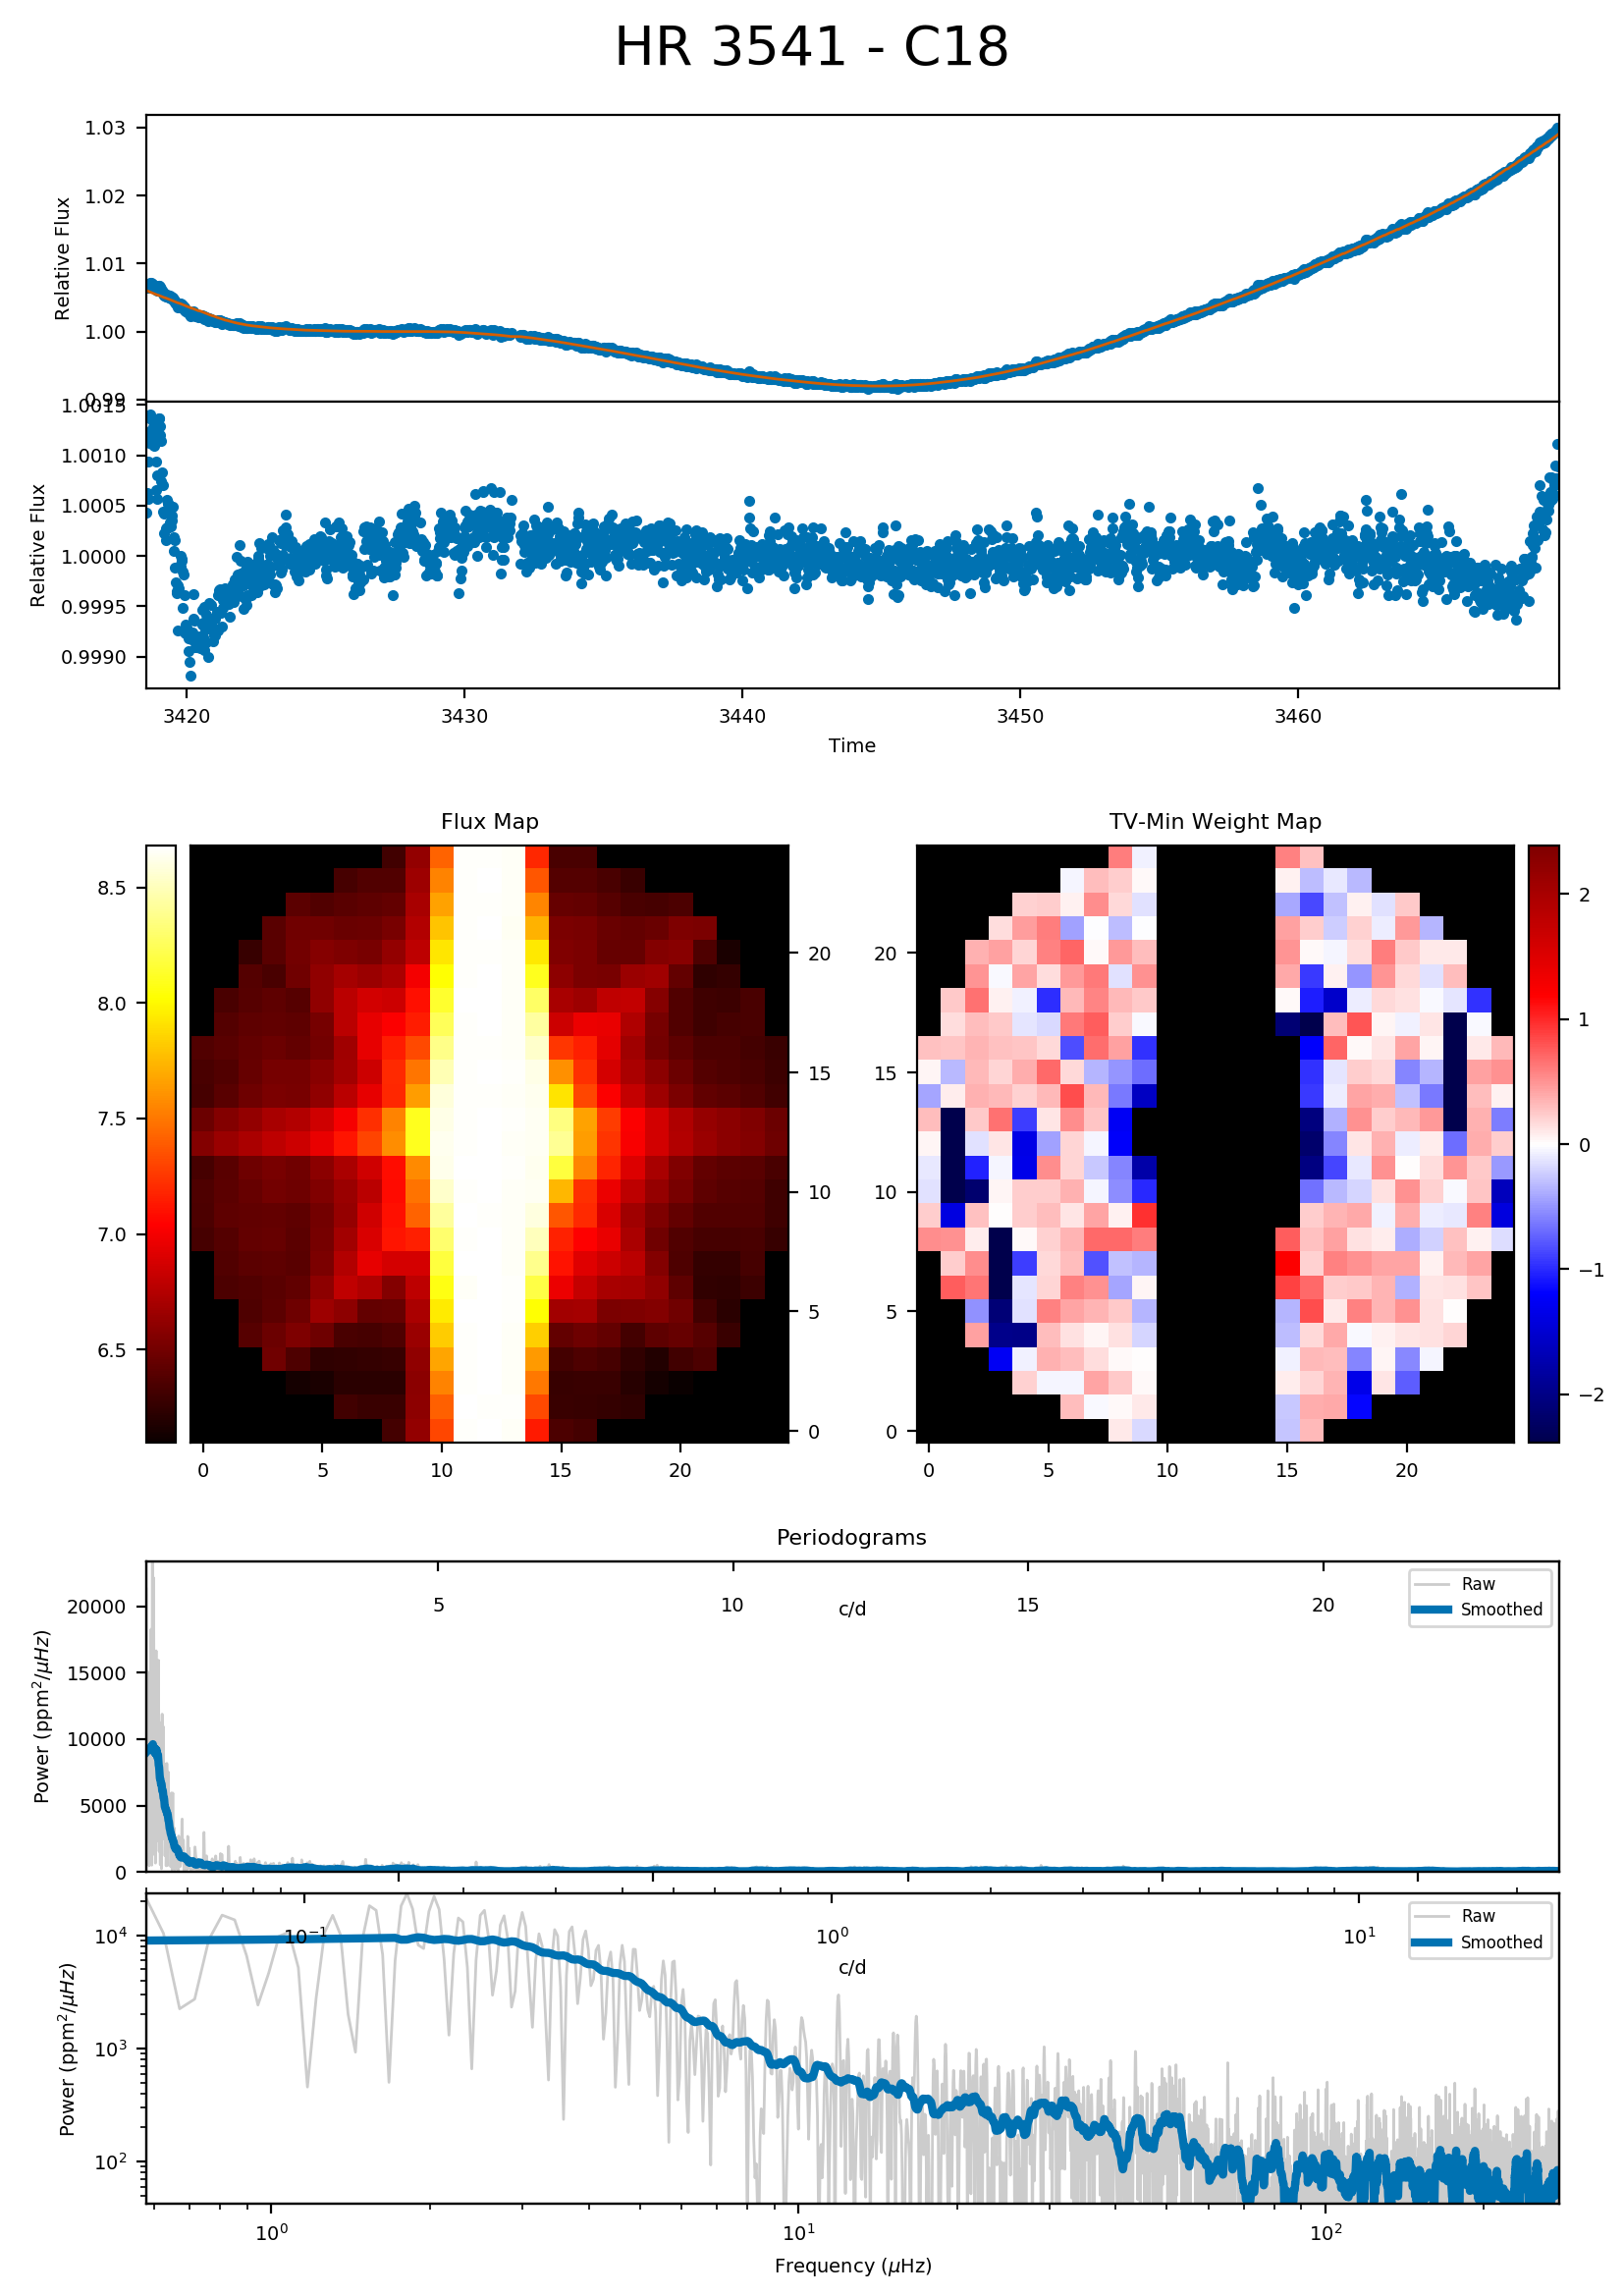 HR 3541 - C18
1.03
1.02
1.01
1.00
0.99
Relative Flux
1.0015
1.0010
1.0005
1.0000
0.9995
0.9990
Relative Flux
3420 3430 3440 3450 3460
Time
Flux Map
TV-Min Weight Map
8.5
8.0
7.5
7.0
6.5
20
15
10
5
0
0 5 10 15 20
20
15
10
5
0
0 5 10 15 20
2
1
0
−1
−2
Periodograms
5 10 15 20
c/d
Raw
Smoothed
20000
15000
10000
5000
0
Power (ppm²/μHz)
10⁻¹ 10⁰ 10¹
c/d
Raw
Smoothed
10⁴
10³
10²
Power (ppm²/μHz)
10⁰ 10¹ 10²
Frequency (μHz)